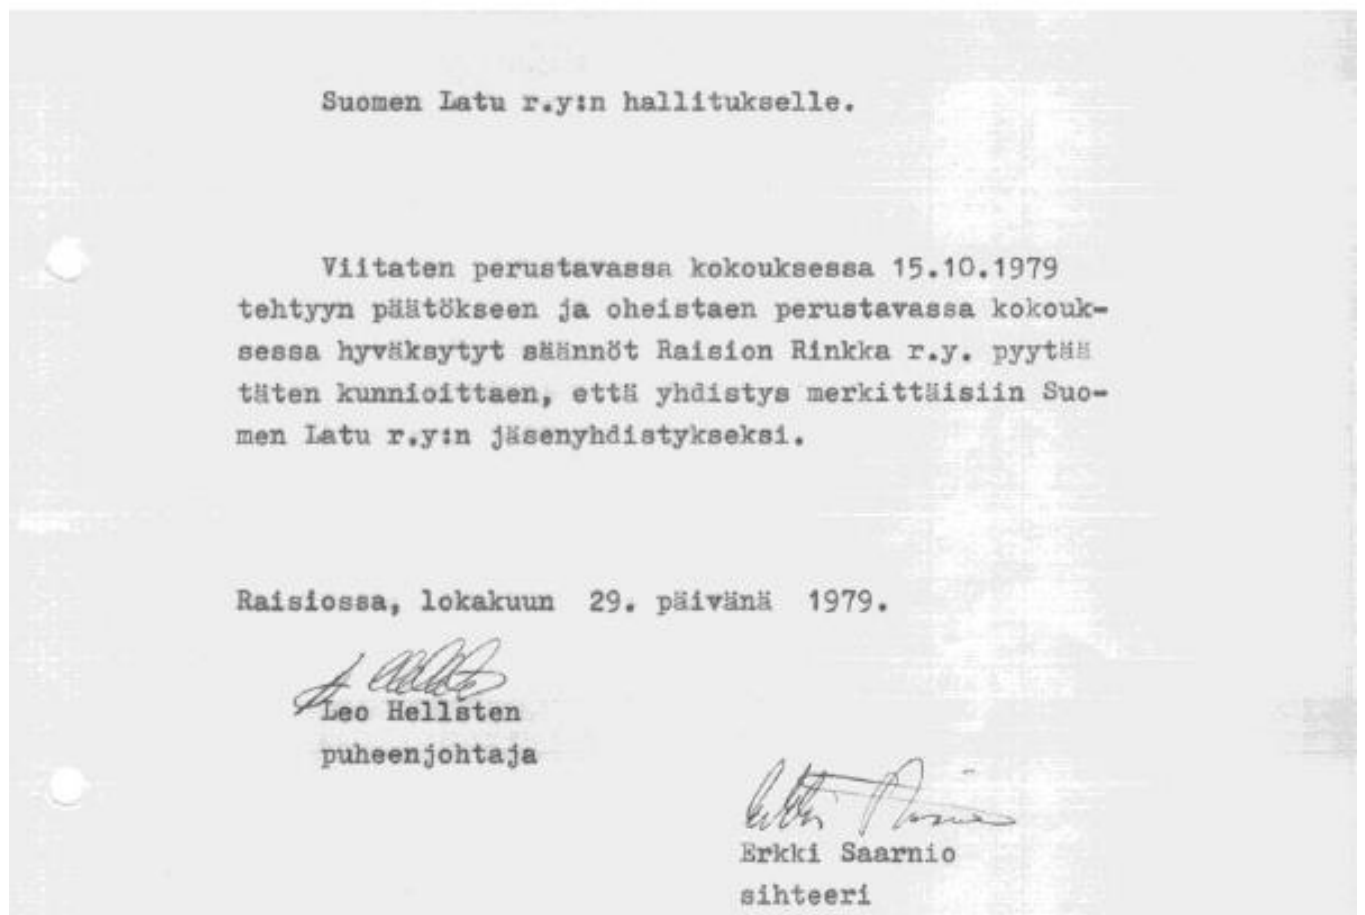 Suomen Latu r.y:n hallitukselle.
Viitaten perustavassa kokouksessa 15.10.1979
tehtyyn päätökseen ja oheistaen perustavassa kokouk-
sessa hyväksytyt säännöt Raision Rinkka r.y. pyytää
täten kunnioittaen, että yhdistys merkittäisiin Suo-
men Latu r.y:n jäsenyhdistykseksi.
Raisiossa, lokakuun 29. päivänä 1979.
Leo Hellsten
puheenjohtaja
Erkki Saarnio
sihteeri